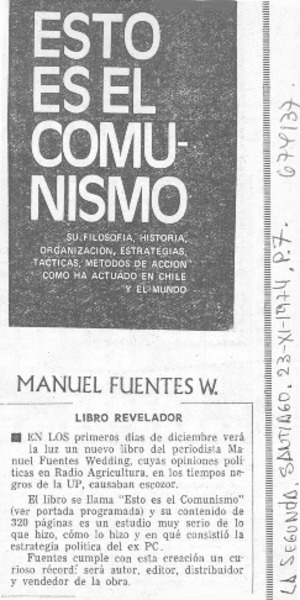 ESTO
ES EL
COMU-
NISMO
SU FILOSOFIA, HISTORIA,
ORGANIZACION, ESTRATEGIAS,
TACTICAS, METODOS DE ACCION
COMO HA ACTUADO EN CHILE
Y EL MUNDO
MANUEL FUENTES W.
LIBRO REVELADOR
EN LOS primeros días de diciembre verá
la luz un nuevo libro del periodista Ma
nuel Fuentes Wedding, cuyas opiniones polí
ticas en Radio Agricultura, en los tiempos ne
gros de la UP, causaban escozor.
El libro se llama "Esto es el Comunismo"
(ver portada programada) y su contenido de
320 páginas es un estudio muy serio de lo
que hizo, cómo lo hizo y en qué consistió la
estrategia política del ex PC.
Fuentes cumple con esta creación un cu-
rioso récord: será autor, editor, distribuidor
y vendedor de la obra.
LA SEGUNDA, SANTIAGO, 23-XI-1974, P.7. 679137.